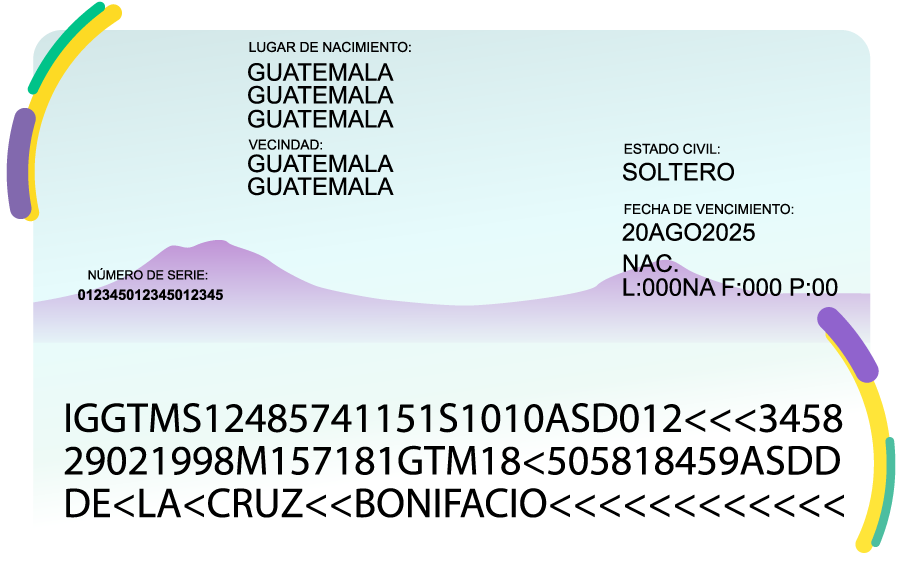 LUGAR DE NACIMIENTO:
GUATEMALA
GUATEMALA
GUATEMALA
VECINDAD:
GUATEMALA
GUATEMALA
ESTADO CIVIL:
SOLTERO
FECHA DE VENCIMIENTO:
20AGO2025
NAC.
L:000NA F:000 P:00
NÚMERO DE SERIE:
012345012345012345
IGGTMS12485741151S1010ASD012<<<3458
29021998M157181GTM18<505818459ASDD
DE<LA<CRUZ<<BONIFACIO<<<<<<<<<<<<